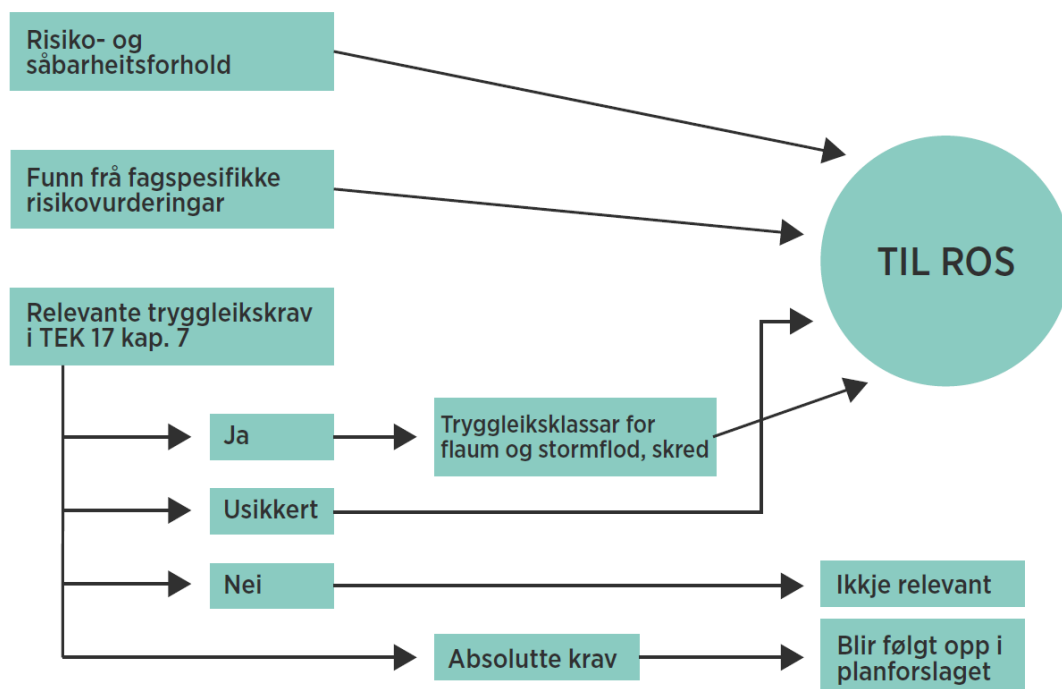 Risiko- og
såbarheitsforhold
Funn frå fagspesifikke
risikovurderingar
TIL ROS
Relevante tryggleikskrav
i TEK 17 kap. 7
Ja
Tryggleiksklassar for
flaum og stormflod, skred
Usikkert
Nei
Ikkje relevant
Absolutte krav
Blir følgt opp i
planforslaget